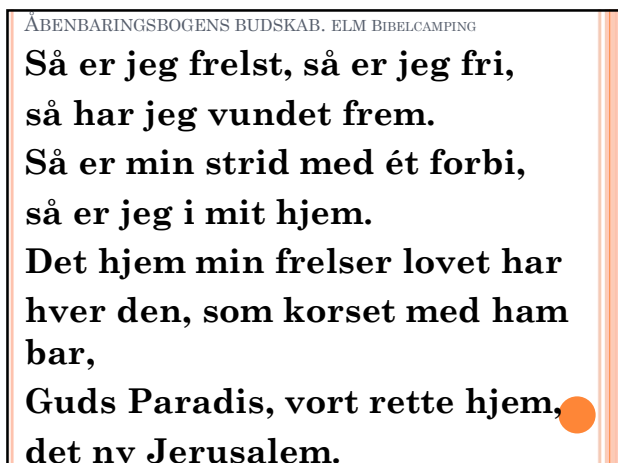 ÅBENBARINGSBOGENS BUDSKAB. ELM BIBELCAMPING
Så er jeg frelst, så er jeg fri,
så har jeg vundet frem.
Så er min strid med ét forbi,
så er jeg i mit hjem.
Det hjem min frelser lovet har
hver den, som korset med ham
bar,
Guds Paradis, vort rette hjem,
det ny Jerusalem.